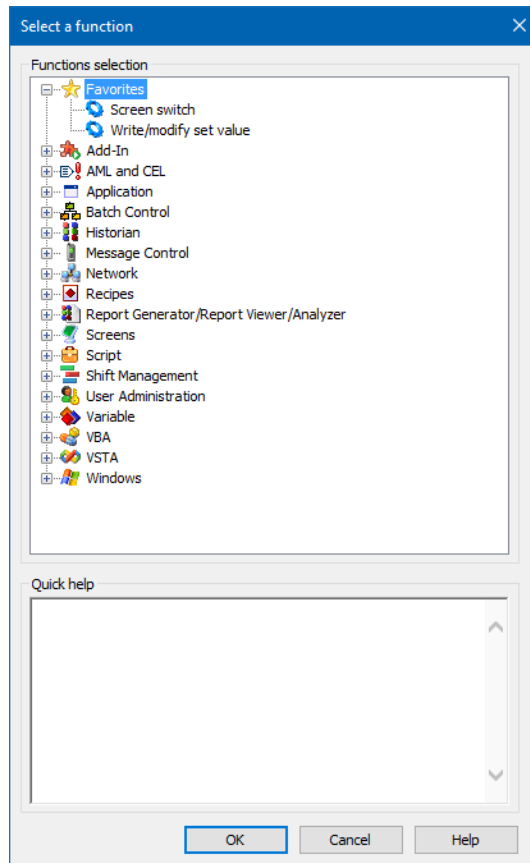 Select a function
Functions selection
Favorites
Screen switch
Write/modify set value
Add-In
AML and CEL
Application
Batch Control
Historian
Message Control
Network
Recipes
Report Generator/Report Viewer/Analyzer
Screens
Script
Shift Management
User Administration
Variable
VBA
VSTA
Windows
Quick help
OK Cancel Help